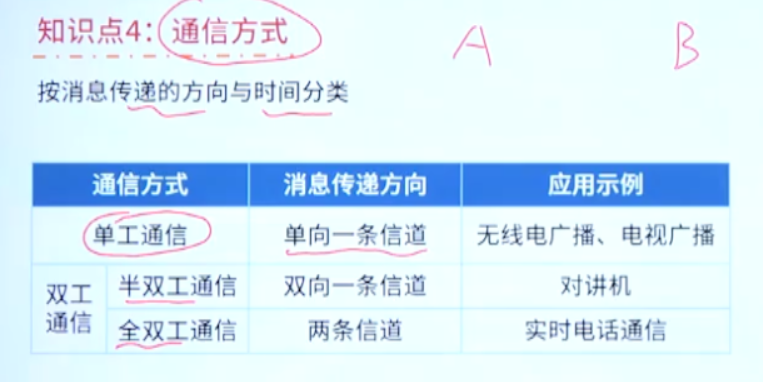 知识点4：通信方式
A B
按消息传递的方向与时间分类
通信方式 消息传递方向 应用示例
单工通信 单向一条信道 无线电广播、电视广播
双工通信 半双工通信 双向一条信道 对讲机
全双工通信 两条信道 实时电话通信